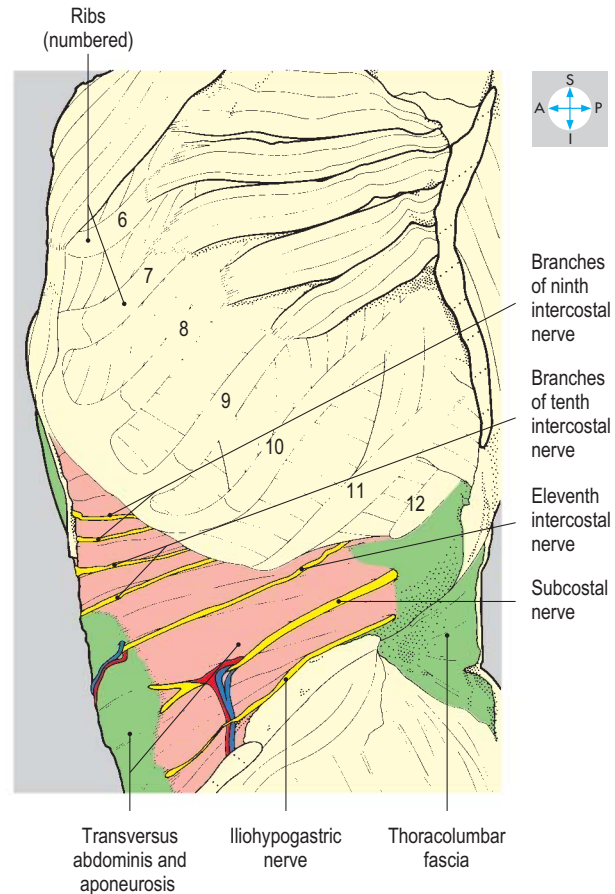 Ribs
(numbered)
S
A
P
I
6
7
8
9
10
11
12
Branches
of ninth
intercostal
nerve
Branches
of tenth
intercostal
nerve
Eleventh
intercostal
nerve
Subcostal
nerve
Transversus
abdominis and
aponeurosis
Iliohypogastric
nerve
Thoracolumbar
fascia